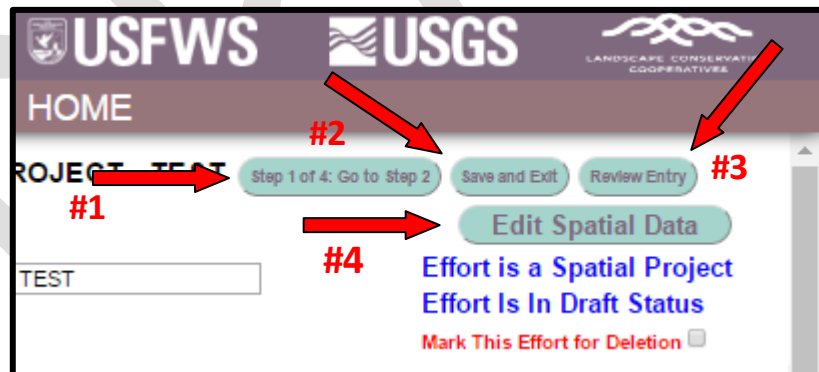 USFWS USGS
LANDSCAPE CONSERVATI
COOPERATIVES
HOME
#2
ROJECT - TEST Step 1 of 4: Go to Step 2 Save and Exit Review Entry #3
#1
Edit Spatial Data
#4
TEST Effort is a Spatial Project
Effort Is In Draft Status
Mark This Effort for Deletion